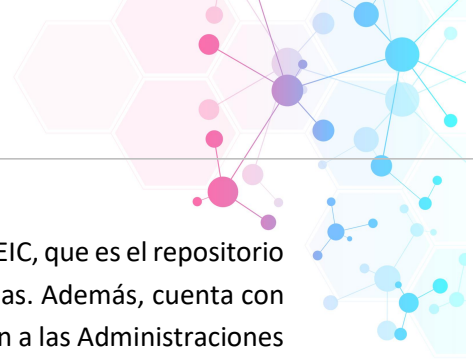 EIC, que es el repositorio
as. Además, cuenta con
n a las Administraciones